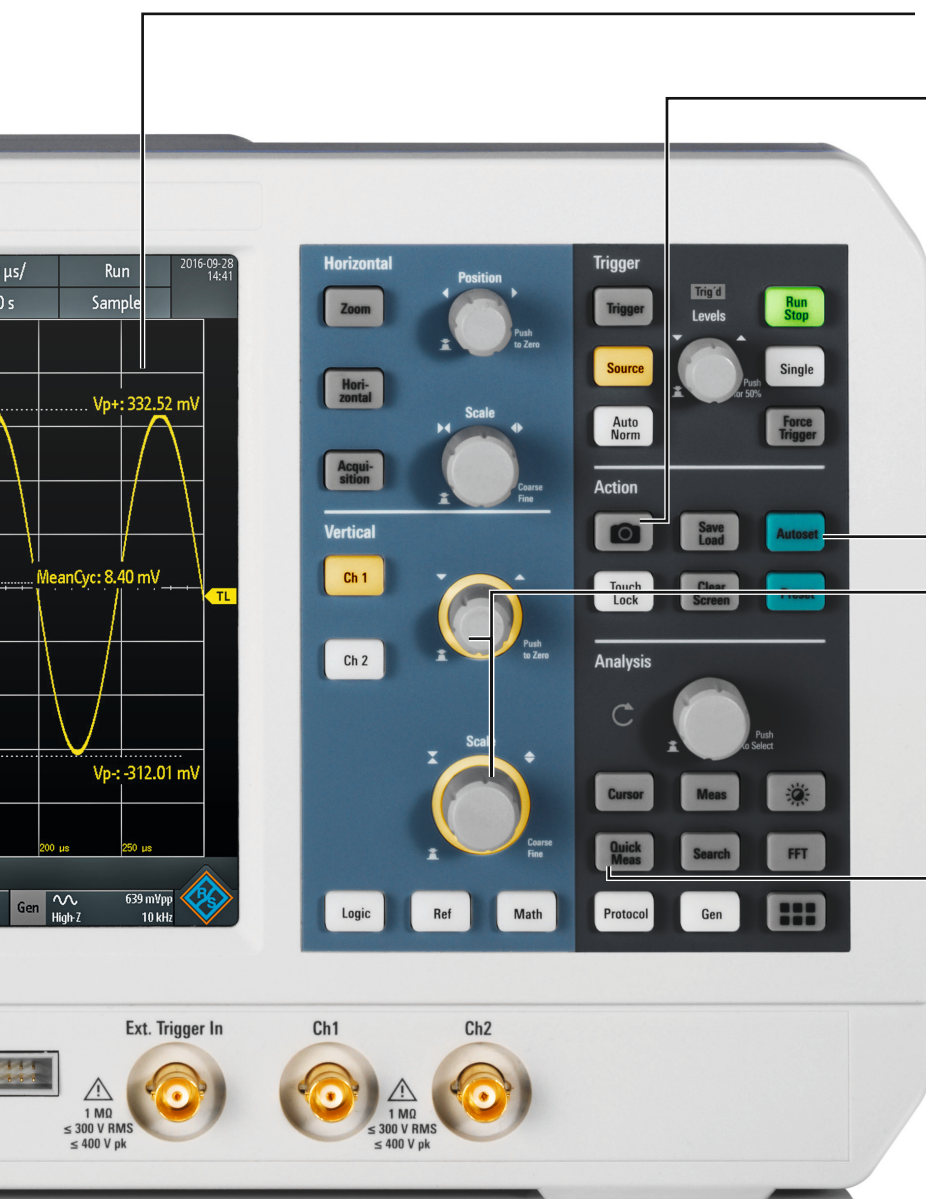 µs/
Run
2016-09-28
14:41
0 s
Sample
Vp+: 332.52 mV
MeanCyc: 8.40 mV
TL
Vp-: -312.01 mV
200 µs
250 µs
Gen
High-Z
639 mVpp
10 kHz
R&S
Horizontal
Position
Zoom
Push
to Zero
Hori-
zontal
Scale
Acqui-
sition
Coarse
Fine
Vertical
Ch 1
Push
to Zero
Ch 2
Scale
Coarse
Fine
Logic
Ref
Math
Trigger
Trigger
Trig'd
Levels
Run
Stop
Source
Single
Push
for 50%
Auto
Norm
Force
Trigger
Action
Save
Load
Autoset
Touch
Lock
Clear
Screen
Preset
Analysis
Push
to Select
Cursor
Meas
Quick
Meas
Search
FFT
Protocol
Gen
Ext. Trigger In
Ch1
Ch2
1 MΩ
≤ 300 V RMS
≤ 400 V pk
1 MΩ
≤ 300 V RMS
≤ 400 V pk